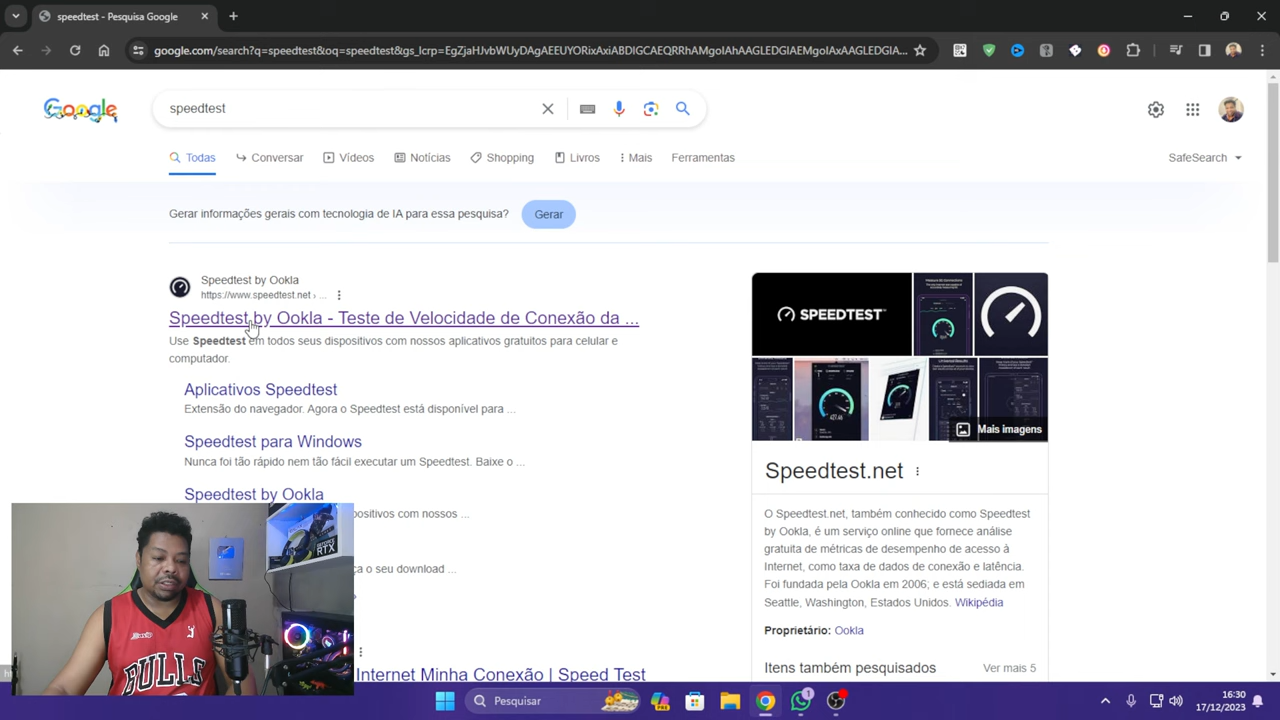 speedtest - Pesquisa Google
google.com/search?q=speedtest&oq=speedtest&gs_lcrp=EgZjaHJvbWUyDAgAEEUYORixAxiABDIGCAEQRRhAMgoIAhAAGLEDGIAEMgoIAxAAGLEDGIA...
Google
speedtest
Todas
Conversar
Vídeos
Notícias
Shopping
Livros
Mais
Ferramentas
SafeSearch
Gerar informações gerais com tecnologia de IA para essa pesquisa?
Gerar
Speedtest by Ookla
https://www.speedtest.net › ...
Speedtest by Ookla - Teste de Velocidade de Conexão da ...
Use Speedtest em todos seus dispositivos com nossos aplicativos gratuitos para celular e
computador.
Aplicativos Speedtest
Extensão do navegador. Agora o Speedtest está disponível para ...
Speedtest para Windows
Nunca foi tão rápido nem tão fácil executar um Speedtest. Baixe o ...
Speedtest by Ookla
positivos com nossos ...
ça o seu download ...
Internet Minha Conexão | Speed Test
SPEEDTEST
Mais imagens
Speedtest.net
O Speedtest.net, também conhecido como Speedtest
by Ookla, é um serviço online que fornece análise
gratuita de métricas de desempenho de acesso à
Internet, como taxa de dados de conexão e latência.
Foi fundada pela Ookla em 2006; e está sediada em
Seattle, Washington, Estados Unidos. Wikipédia
Proprietário: Ookla
Itens também pesquisados
Ver mais 5
RTX
BULLS
Pesquisar
1
16:30
17/12/2023